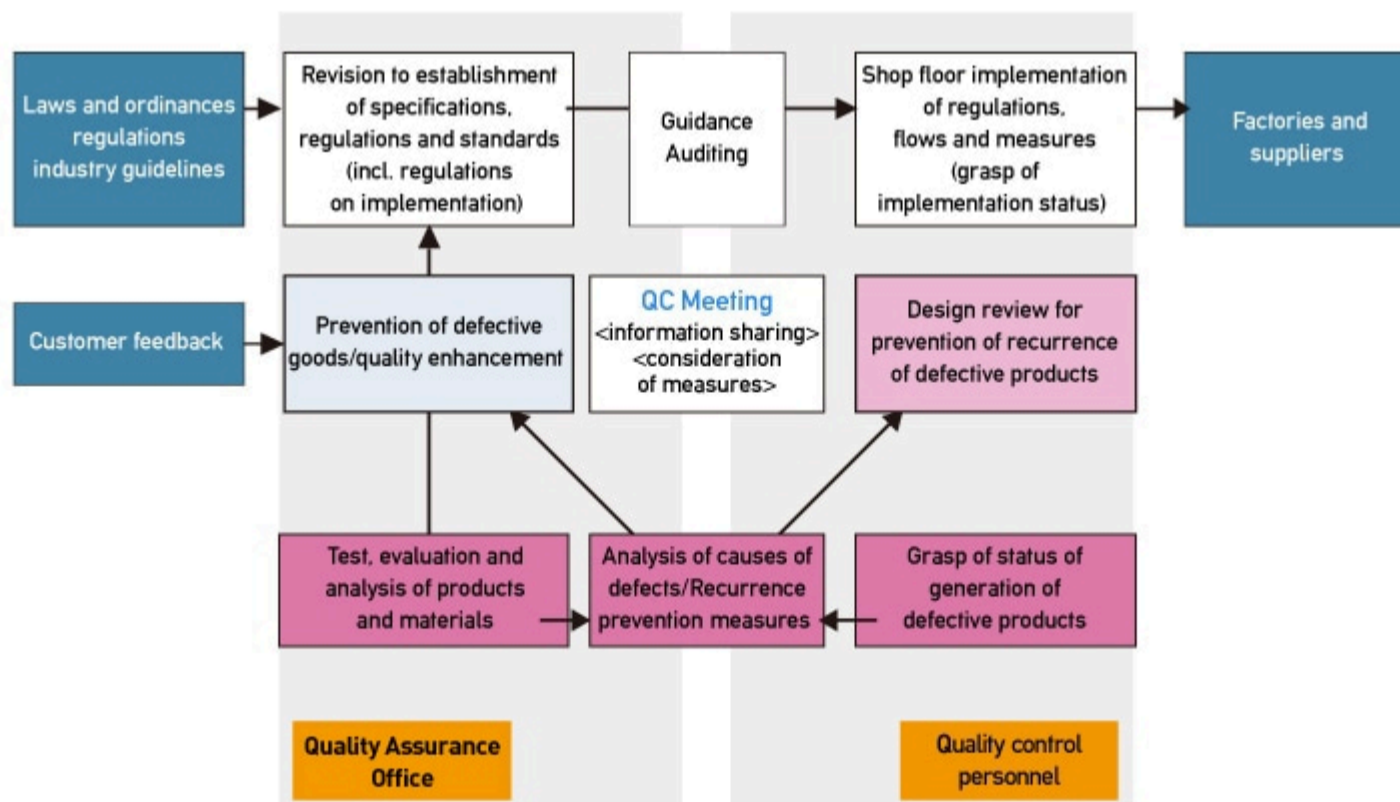 Laws and ordinances
regulations
industry guidelines
Revision to establishment
of specifications,
regulations and standards
(incl. regulations
on implementation)
Guidance
Auditing
Shop floor implementation
of regulations,
flows and measures
(grasp of
implementation status)
Factories and
suppliers
Customer feedback
Prevention of defective
goods/quality enhancement
QC Meeting
<information sharing>
<consideration
of measures>
Design review for
prevention of recurrence
of defective products
Test, evaluation and
analysis of products
and materials
Analysis of causes of
defects/Recurrence
prevention measures
Grasp of status of
generation of
defective products
Quality Assurance
Office
Quality control
personnel